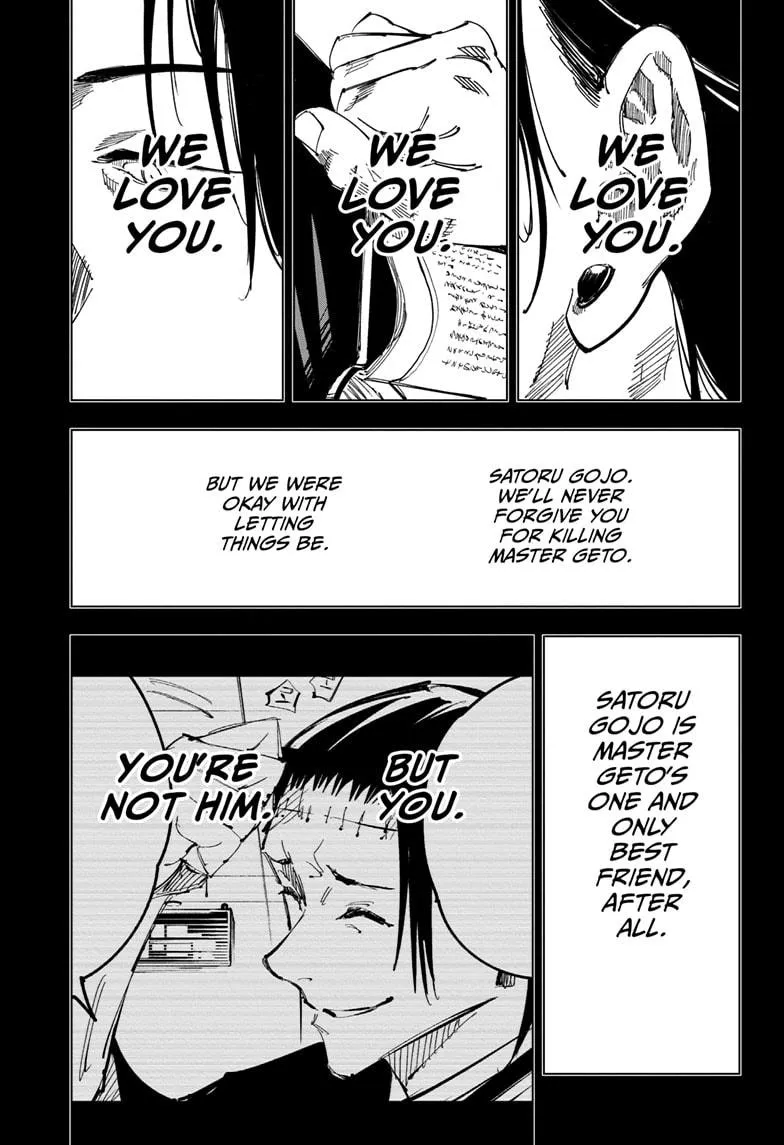 WE
LOVE
YOU.
WE
LOVE
YOU.
WE
LOVE
YOU.
SATORU GOJO.
WE'LL NEVER
FORGIVE YOU
FOR KILLING
MASTER GETO.
BUT WE WERE
OKAY WITH
LETTING
THINGS BE.
SATORU
GOJO IS
MASTER
GETO'S
ONE AND
ONLY
BEST
FRIEND,
AFTER
ALL.
BUT
YOU.
YOU'RE
NOT HIM.